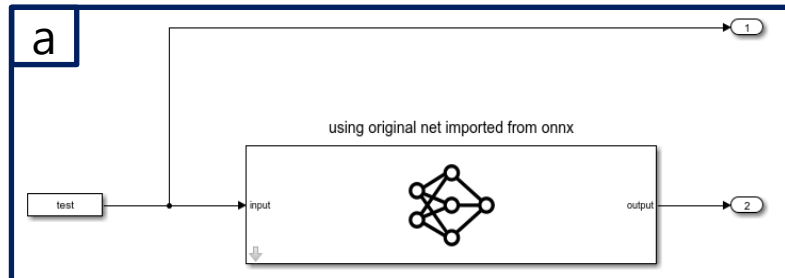 a
1
using original net imported from onnx
test
input
output
2